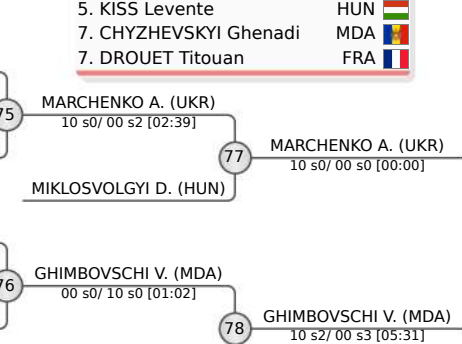 5. KISS Levente HUN
7. CHYZHEVSKYI Ghenadi MDA
7. DROUET Titouan FRA
75
MARCHENKO A. (UKR)
10 s0/ 00 s2 [02:39]
77
MARCHENKO A. (UKR)
10 s0/ 00 s0 [00:00]
MIKLOSVOLGYI D. (HUN)
76
GHIMBOVSCHI V. (MDA)
00 s0/ 10 s0 [01:02]
78
GHIMBOVSCHI V. (MDA)
10 s2/ 00 s3 [05:31]